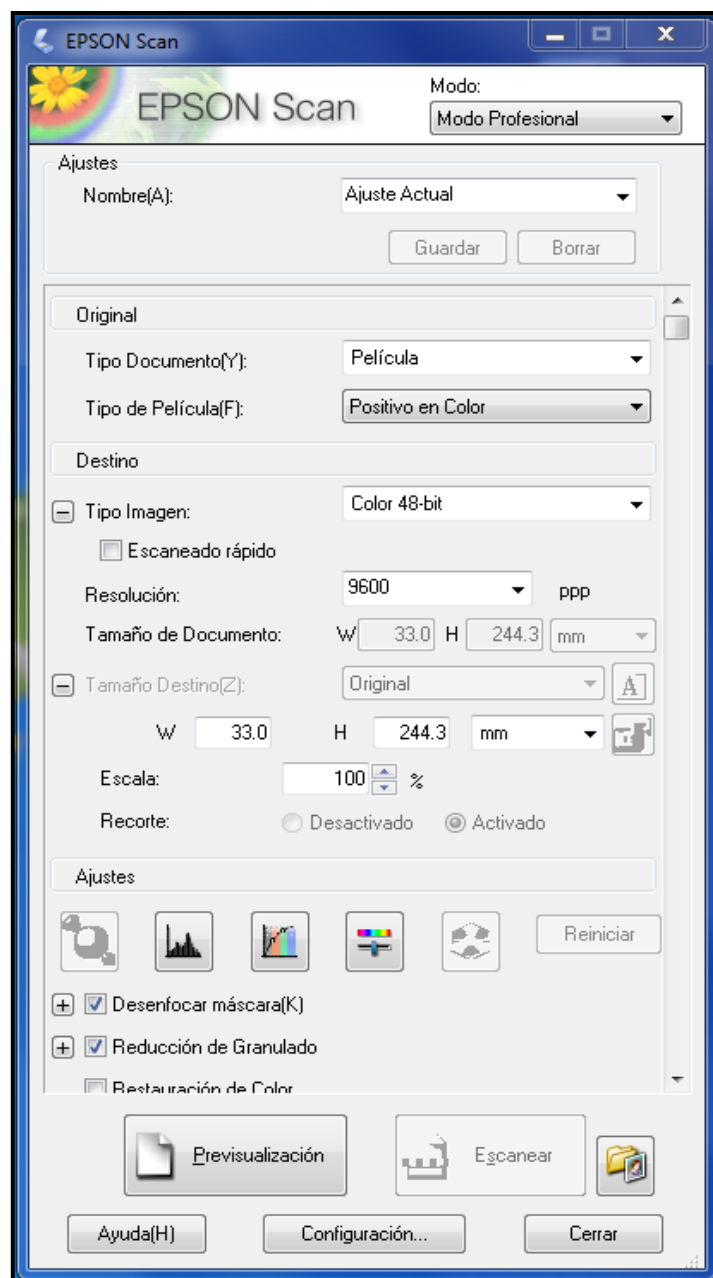 EPSON Scan
EPSON Scan
Modo:
Modo Profesional
Ajustes
Nombre(A):
Ajuste Actual
Guardar
Borrar
Original
Tipo Documento(Y):
Película
Tipo de Película(F):
Positivo en Color
Destino
Tipo Imagen:
Color 48-bit
Escaneado rápido
Resolución:
9600
ppp
Tamaño de Documento:
W 33.0 H 244.3 mm
Tamaño Destino(Z):
Original
A
W 33.0 H 244.3 mm
Escala:
100 %
Recorte:
Desactivado
Activado
Ajustes
Reiniciar
Desenfocar máscara(K)
Reducción de Granulado
Restauración de Color
Previsualización
Escanear
Ayuda(H)
Configuración...
Cerrar